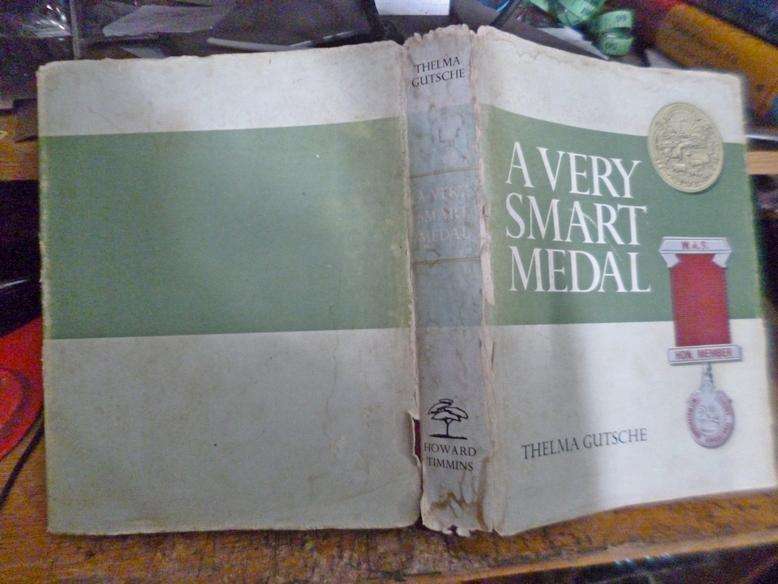 THELMA
GUTSCHE
A VERY
SMART
MEDAL
HOWARD
TIMMINS
A VERY
SMART
MEDAL
W.A.S.
HON. MEMBER
THELMA GUTSCHE